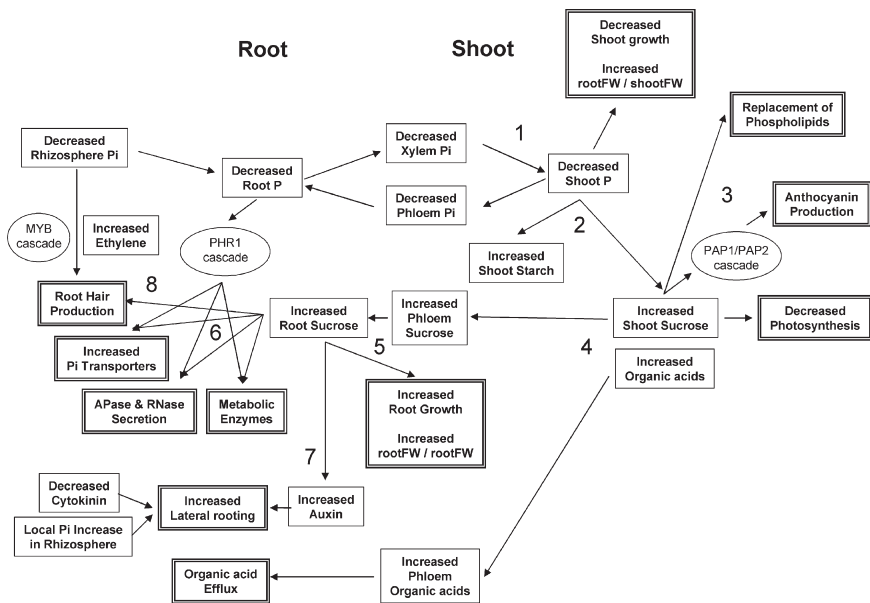 Root
Shoot
Decreased
Shoot growth
Increased
rootFW / shootFW
Replacement of
Phospholipids
Decreased
Rhizosphere Pi
Decreased
Xylem Pi
1
Decreased
Root P
Decreased
Shoot P
Decreased
Phloem Pi
3
Anthocyanin
Production
MYB
cascade
Increased
Ethylene
PHR1
cascade
2
Increased
Shoot Starch
PAP1/PAP2
cascade
8
Root Hair
Production
Increased
Root Sucrose
Increased
Phloem
Sucrose
Increased
Shoot Sucrose
Decreased
Photosynthesis
6
5
4
Increased
Pi Transporters
Increased
Organic acids
APase & RNase
Secretion
Metabolic
Enzymes
Increased
Root Growth
Increased
rootFW / rootFW
7
Decreased
Cytokinin
Increased
Lateral rooting
Increased
Auxin
Local Pi Increase
in Rhizosphere
Organic acid
Efflux
Increased
Phloem
Organic acids